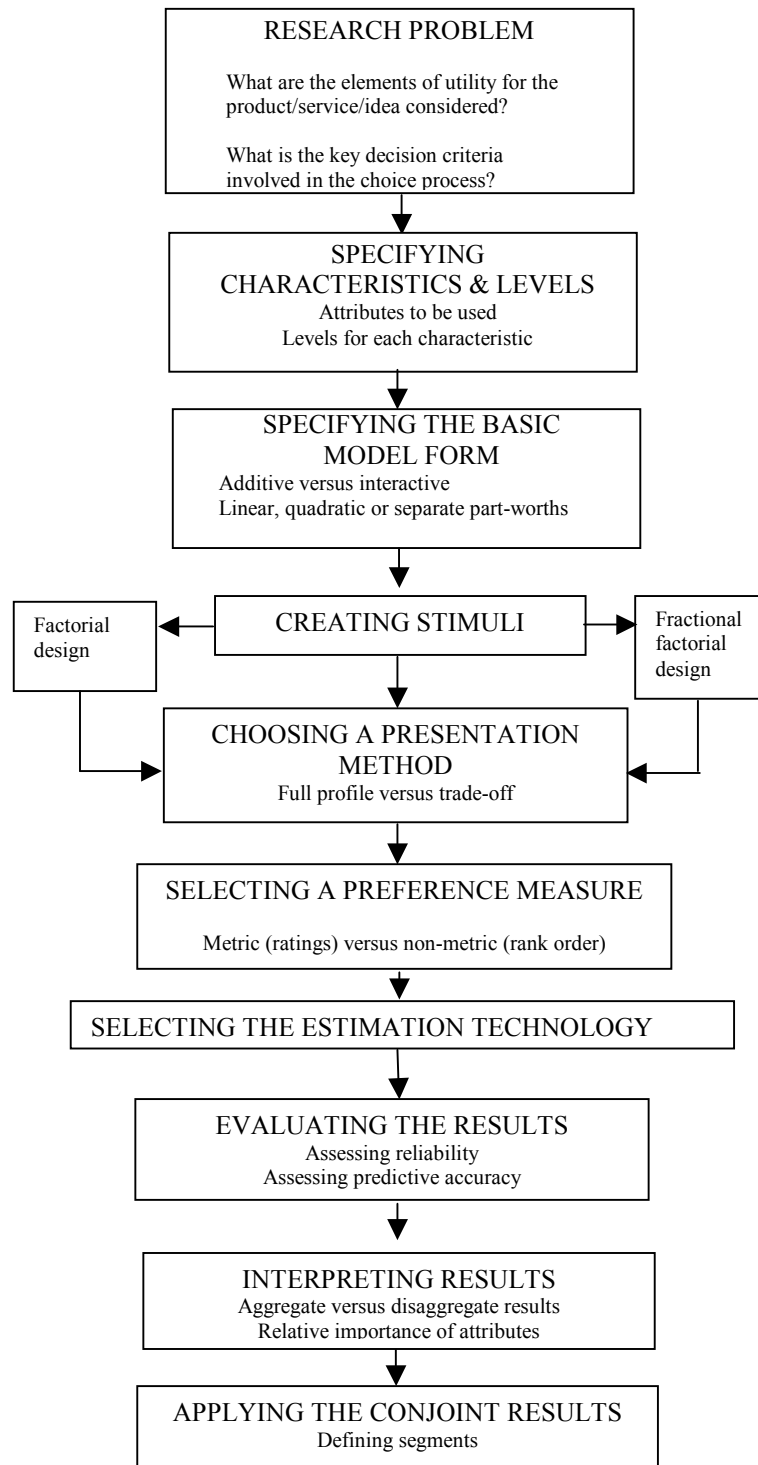 RESEARCH PROBLEM
What are the elements of utility for the
product/service/idea considered?
What is the key decision criteria
involved in the choice process?
SPECIFYING
CHARACTERISTICS & LEVELS
Attributes to be used
Levels for each characteristic
SPECIFYING THE BASIC
MODEL FORM
Additive versus interactive
Linear, quadratic or separate part-worths
Factorial
design
CREATING STIMULI
Fractional
factorial
design
CHOOSING A PRESENTATION
METHOD
Full profile versus trade-off
SELECTING A PREFERENCE MEASURE
Metric (ratings) versus non-metric (rank order)
SELECTING THE ESTIMATION TECHNOLOGY
EVALUATING THE RESULTS
Assessing reliability
Assessing predictive accuracy
INTERPRETING RESULTS
Aggregate versus disaggregate results
Relative importance of attributes
APPLYING THE CONJOINT RESULTS
Defining segments